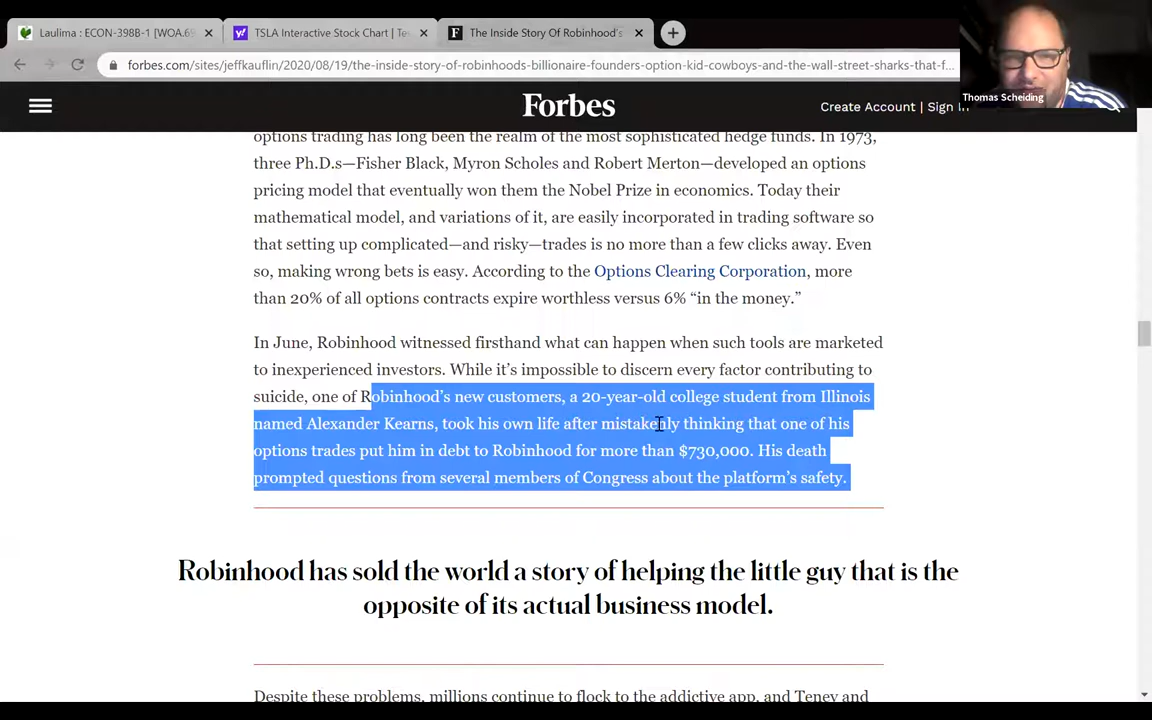 Laulima : ECON-398B-1 [WOA.65
TSLA Interactive Stock Chart | Te
The Inside Story Of Robinhood's
forbes.com/sites/jeffkauflin/2020/08/19/the-inside-story-of-robinhoods-billionaire-founders-option-kid-cowboys-and-the-wall-street-sharks-that-f...
Thomas Scheiding
Forbes
Create Account | Sign In
options trading has long been the realm of the most sophisticated hedge funds. In 1973,
three Ph.D.s—Fisher Black, Myron Scholes and Robert Merton—developed an options
pricing model that eventually won them the Nobel Prize in economics. Today their
mathematical model, and variations of it, are easily incorporated in trading software so
that setting up complicated—and risky—trades is no more than a few clicks away. Even
so, making wrong bets is easy. According to the Options Clearing Corporation, more
than 20% of all options contracts expire worthless versus 6% “in the money.”
In June, Robinhood witnessed firsthand what can happen when such tools are marketed
to inexperienced investors. While it’s impossible to discern every factor contributing to
suicide, one of Robinhood’s new customers, a 20-year-old college student from Illinois
named Alexander Kearns, took his own life after mistakenly thinking that one of his
options trades put him in debt to Robinhood for more than $730,000. His death
prompted questions from several members of Congress about the platform’s safety.
Robinhood has sold the world a story of helping the little guy that is the
opposite of its actual business model.
Despite these problems, millions continue to flock to the addictive app, and Tenev and